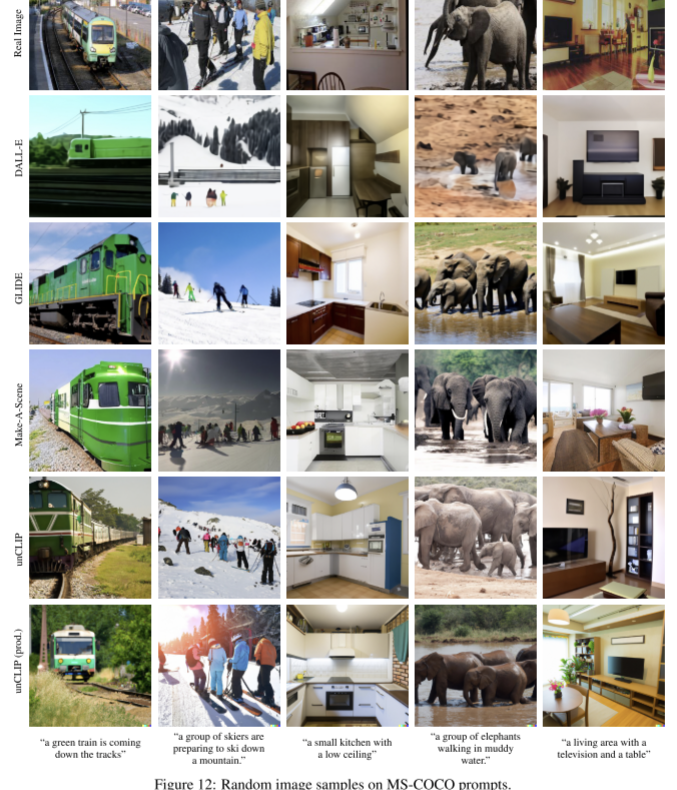 Real Image
DALL-E
GLIDE
Make-A-Scene
unCLIP
unCLIP (prod.)
“a green train is coming
down the tracks”
“a group of skiers are
preparing to ski down
a mountain.”
“a small kitchen with
a low ceiling”
“a group of elephants
walking in muddy
water.”
“a living area with a
television and a table”
Figure 12: Random image samples on MS-COCO prompts.